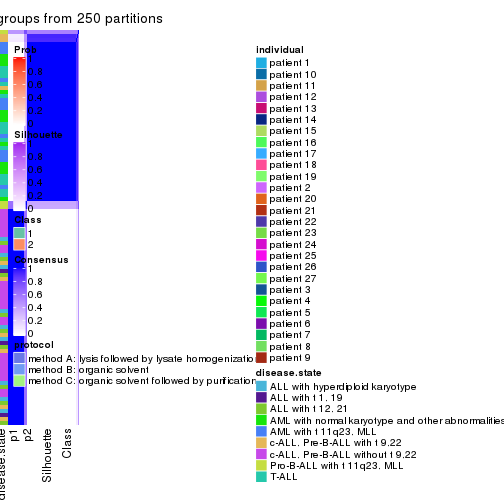 groups from 250 partitions
Prob
1
0.8
0.6
0.4
0.2
0
Silhouette
1
0.8
0.6
0.4
0.2
0
Class
1
2
Consensus
1
0.8
0.6
0.4
0.2
0
protocol
method A: lysis followed by lysate homogenizatio
method B: organic solvent
method C: organic solvent followed by purification
individual
patient 1
patient 10
patient 11
patient 12
patient 13
patient 14
patient 15
patient 16
patient 17
patient 18
patient 19
patient 2
patient 20
patient 21
patient 22
patient 23
patient 24
patient 25
patient 26
patient 27
patient 3
patient 4
patient 5
patient 6
patient 7
patient 8
patient 9
disease.state
ALL with hyperdiploid karyotype
ALL with t1. 19
ALL with t12. 21
AML with normal karyotype and other abnormalities
AML with t11q23. MLL
c-ALL. Pre-B-ALL with t9.22
c-ALL. Pre-B-ALL without t9.22
Pro-B-ALL with t11q23. MLL
T-ALL
disease.state
p1
p2
Silhouette
Class